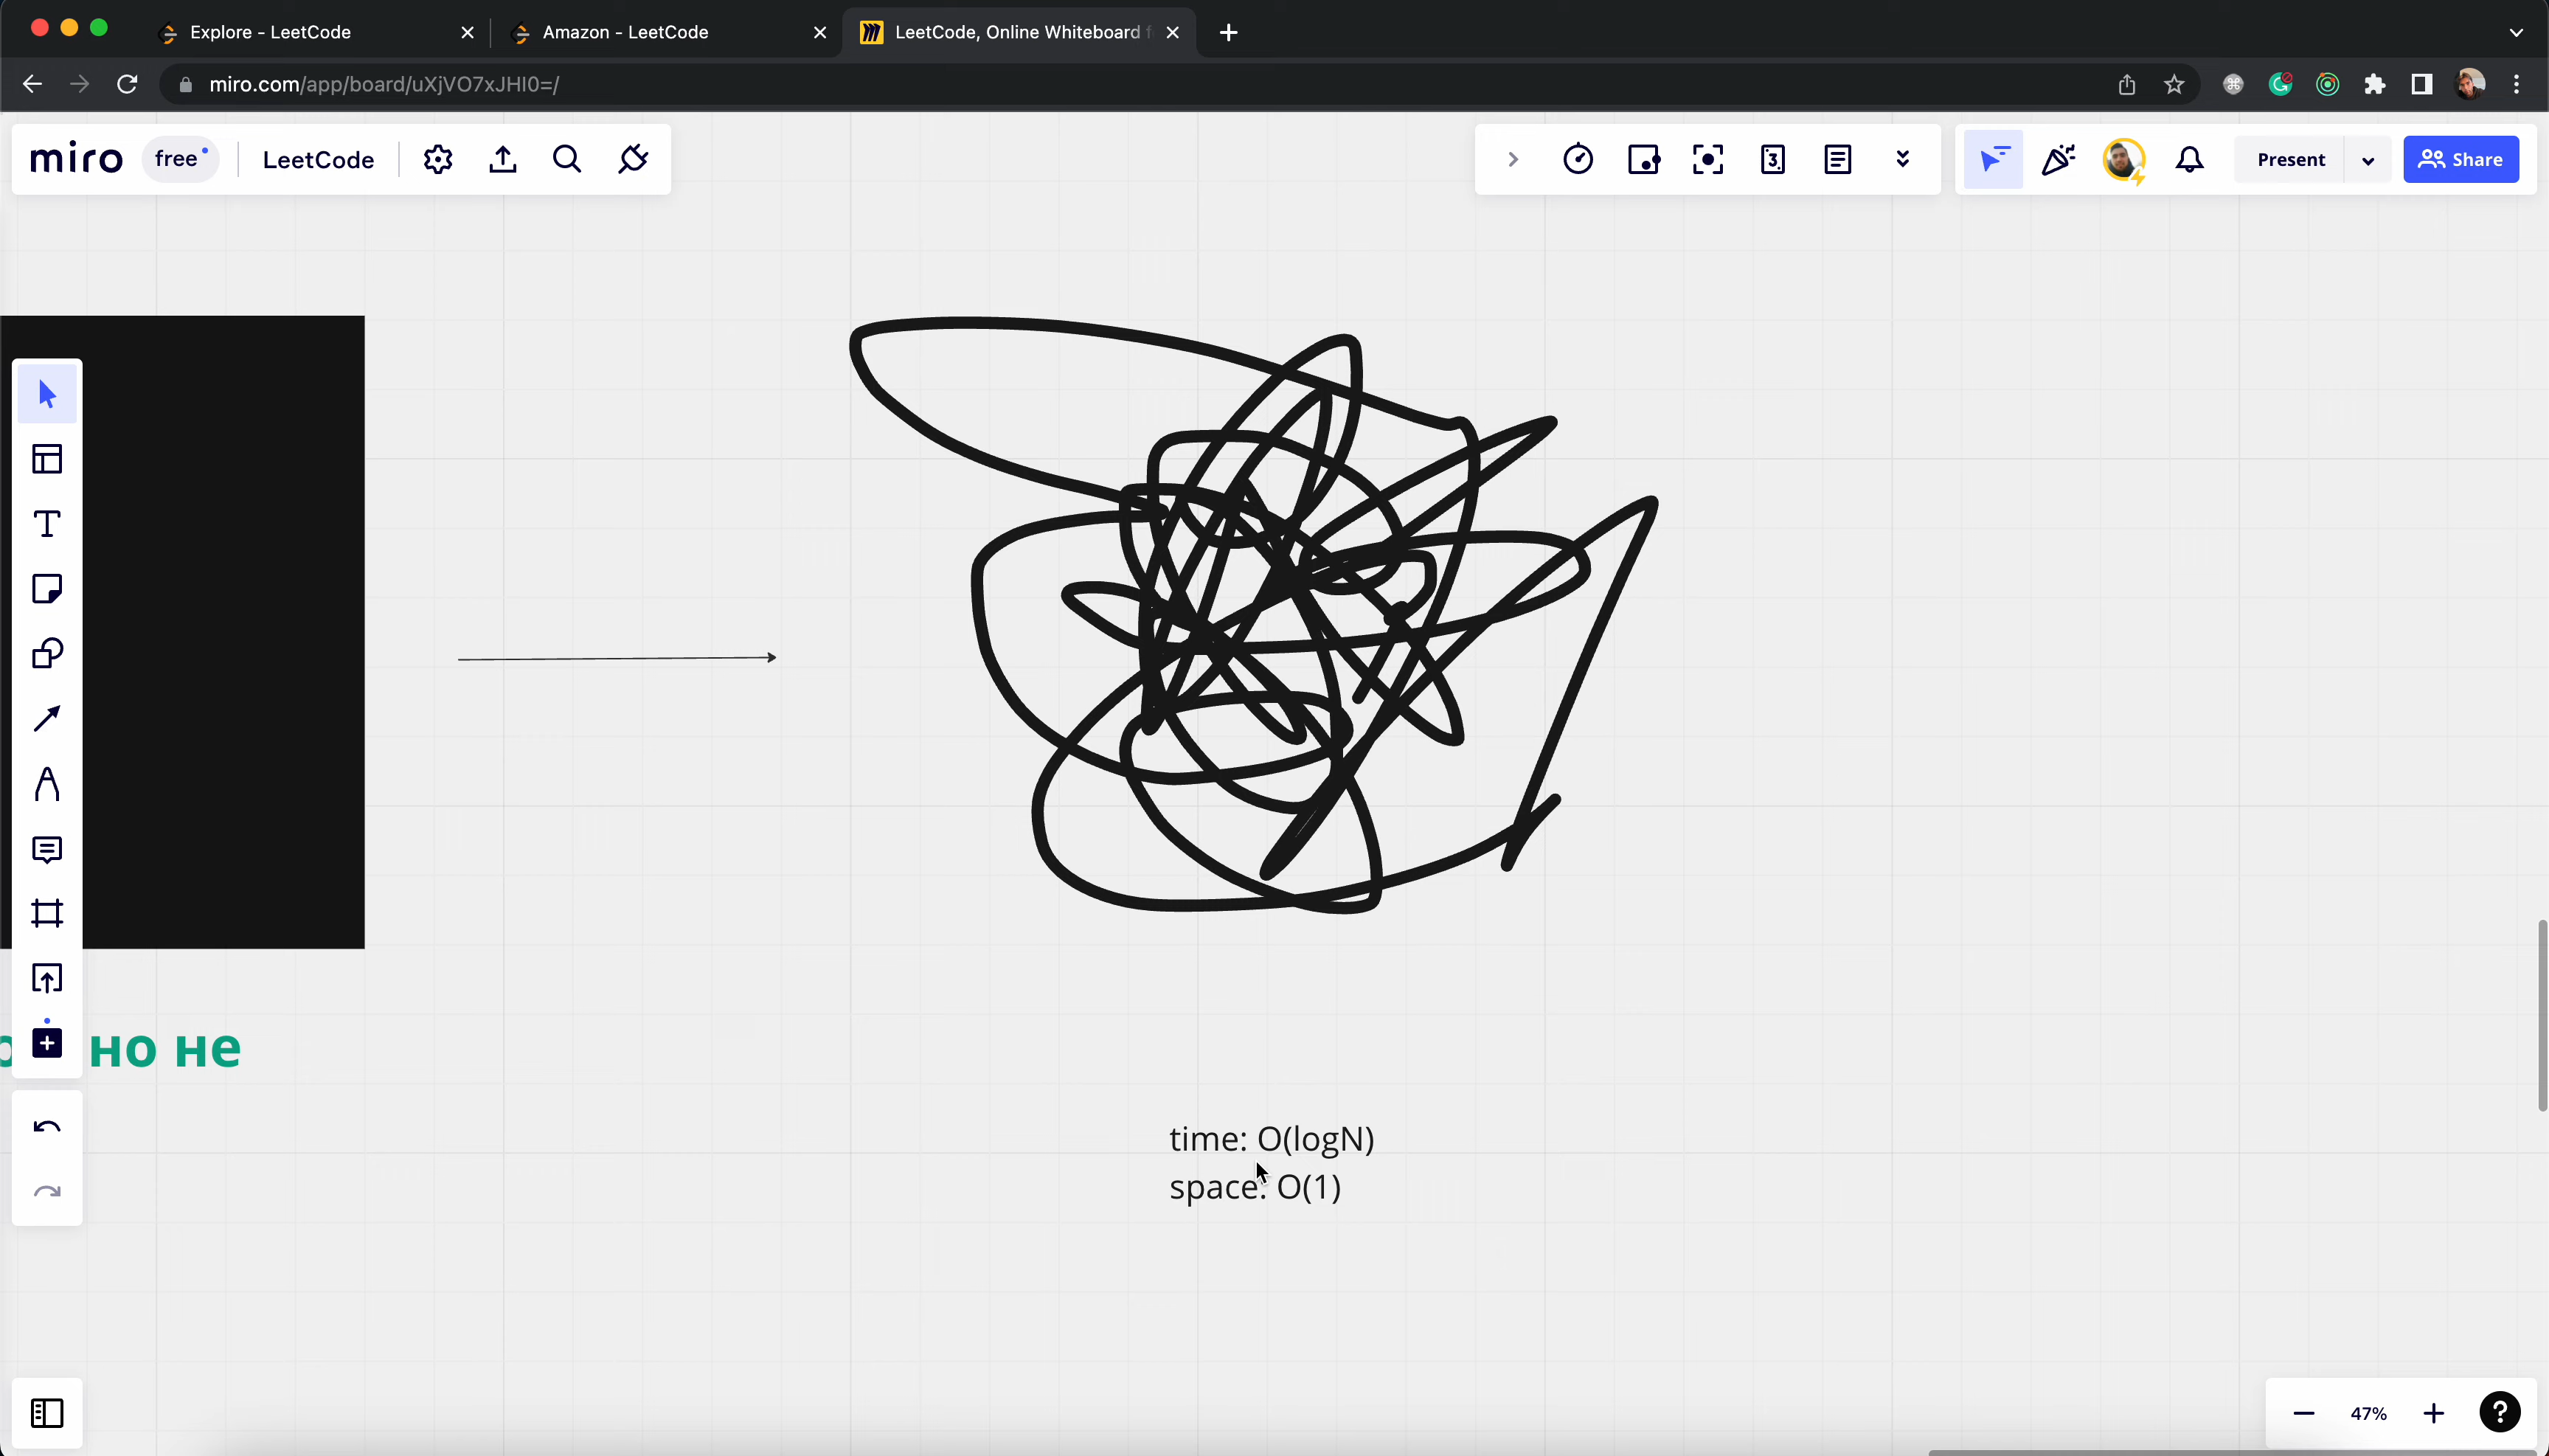 Explore - LeetCode
Amazon - LeetCode
LeetCode, Online Whiteboard
miro.com/app/board/uXjVO7xJHI0=/
miro
free
LeetCode
3
Present
Share
но не
time: O(logN)
space: O(1)
47%
?